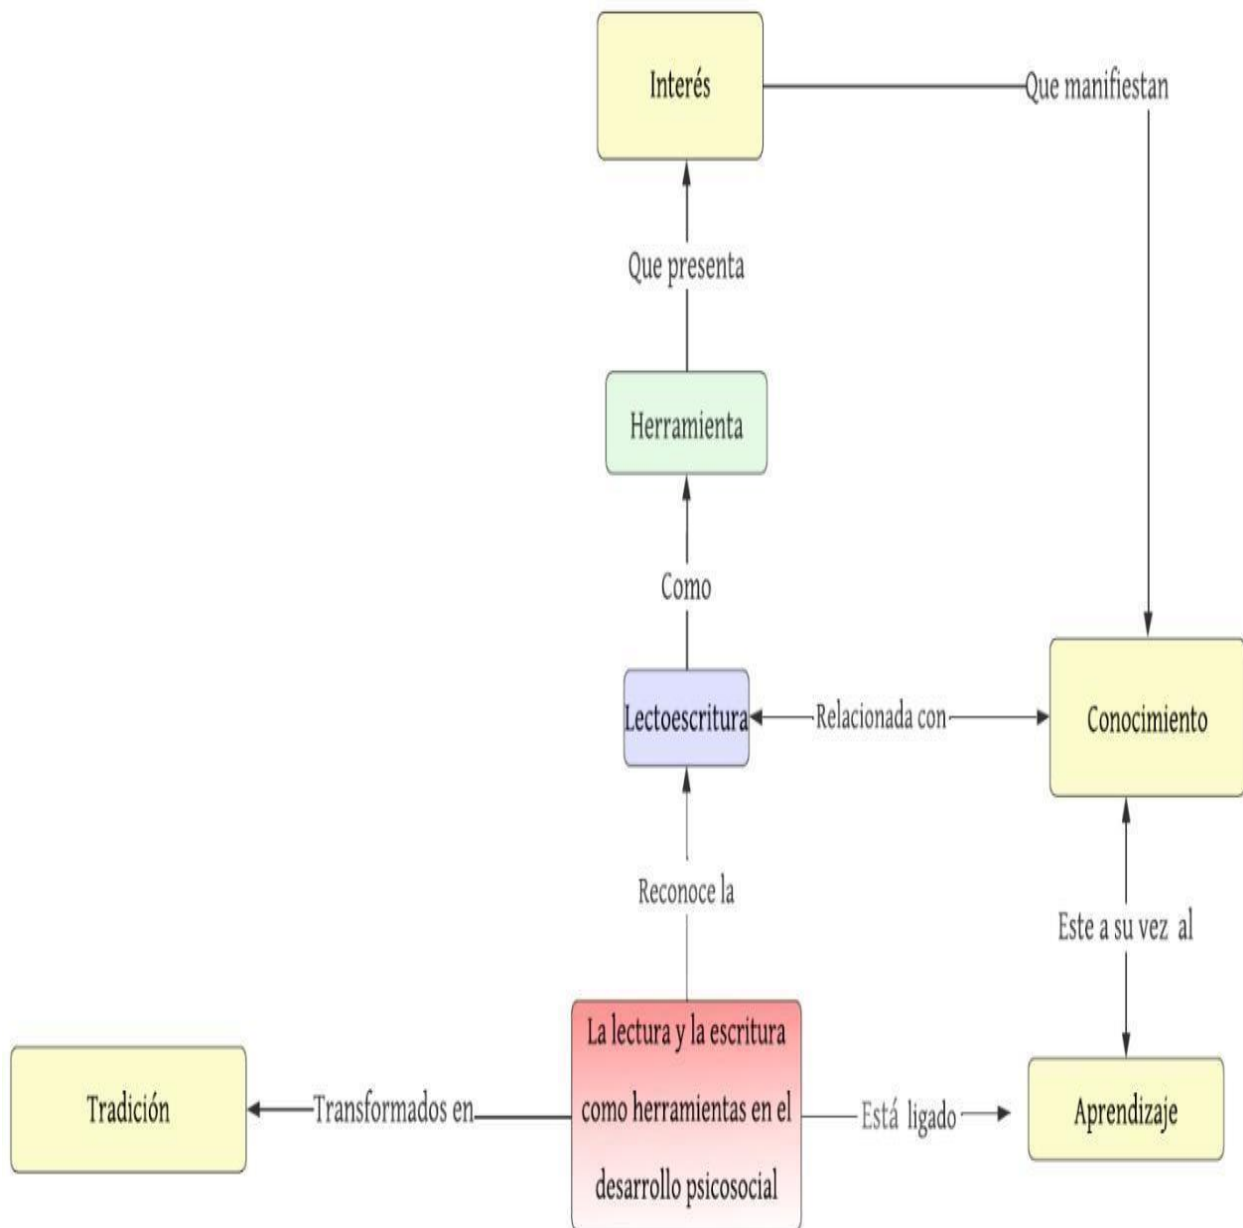 Interés
Que manifiestan
Que presenta
Herramienta
Como
Lectoescritura
Relacionada con
Conocimiento
Reconoce la
Este a su vez al
La lectura y la escritura
como herramientas en el
desarrollo psicosocial
Tradición
Transformados en
Está ligado
Aprendizaje